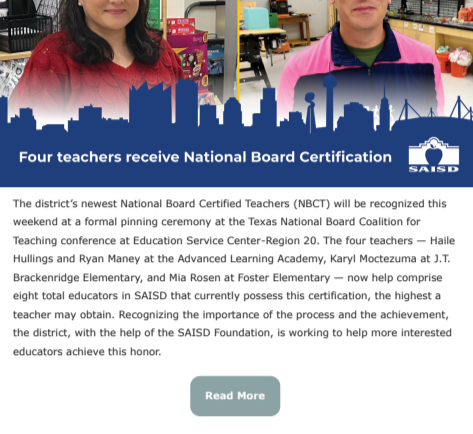 Four teachers receive National Board Certification
SAISD
The district's newest National Board Certified Teachers (NBCT) will be recognized this
weekend at a formal pinning ceremony at the Texas National Board Coalition for
Teaching conference at Education Service Center-Region 20. The four teachers — Haile
Hullings and Ryan Maney at the Advanced Learning Academy, Karyl Moctezuma at J.T.
Brackenridge Elementary, and Mia Rosen at Foster Elementary — now help comprise
eight total educators in SAISD that currently possess this certification, the highest a
teacher may obtain. Recognizing the importance of the process and the achievement,
the district, with the help of the SAISD Foundation, is working to help more interested
educators achieve this honor.
Read More